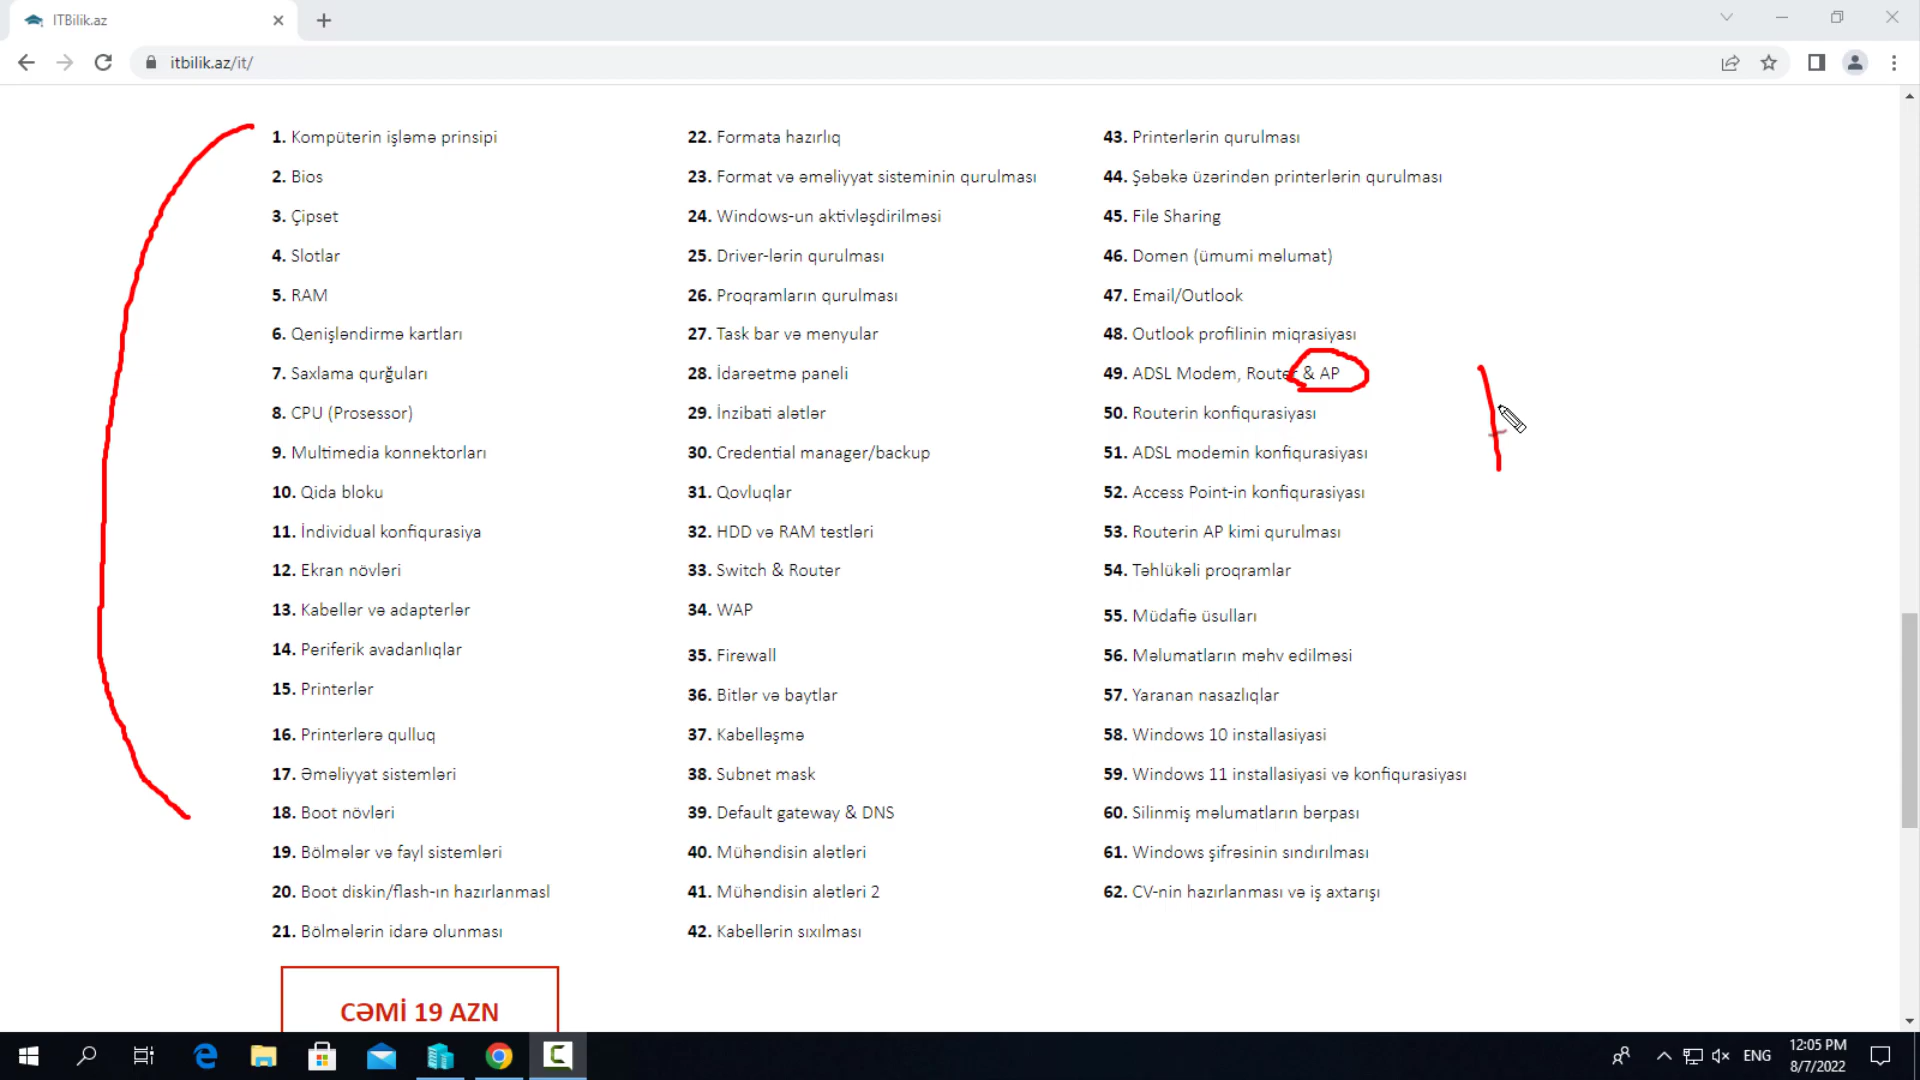 ITBilik.az
itbilik.az/it/
1. Kompüterin işləmə prinsipi
2. Bios
3. Çipset
4. Slotlar
5. RAM
6. Qenişləndirmə kartları
7. Saxlama qurğuları
8. CPU (Prosessor)
9. Multimedia konnektorları
10. Qida bloku
11. İndividual konfiqurasiya
12. Ekran növləri
13. Kabellər və adapterlər
14. Periferik avadanlıqlar
15. Printerlər
16. Printerlərə qulluq
17. Əməliyyat sistemləri
18. Boot növləri
19. Bölmələr və fayl sistemləri
20. Boot diskin/flash-ın hazırlanmasl
21. Bölmələrin idarə olunması
22. Formata hazırlıq
23. Format və əməliyyat sisteminin qurulması
24. Windows-un aktivləşdirilməsi
25. Driver-lərin qurulması
26. Proqramların qurulması
27. Task bar və menyular
28. İdarəetmə paneli
29. İnzibati alətlər
30. Credential manager/backup
31. Qovluqlar
32. HDD və RAM testləri
33. Switch & Router
34. WAP
35. Firewall
36. Bitlər və baytlar
37. Kabelləşmə
38. Subnet mask
39. Default gateway & DNS
40. Mühəndisin alətləri
41. Mühəndisin alətləri 2
42. Kabellərin sıxılması
43. Printerlərin qurulması
44. Şəbəkə üzərindən printerlərin qurulması
45. File Sharing
46. Domen (ümumi məlumat)
47. Email/Outlook
48. Outlook profilinin miqrasiyası
49. ADSL Modem, Router & AP
50. Routerin konfiqurasiyası
51. ADSL modemin konfiqurasiyası
52. Access Point-in konfiqurasiyası
53. Routerin AP kimi qurulması
54. Təhlükəli proqramlar
55. Müdafiə üsulları
56. Məlumatların məhv edilməsi
57. Yaranan nasazlıqlar
58. Windows 10 installasiyasi
59. Windows 11 installasiyasi və konfiqurasiyası
60. Silinmiş məlumatların bərpası
61. Windows şifrəsinin sındırılması
62. CV-nin hazırlanması və iş axtarışı
CƏMİ 19 AZN
ENG
12:05 PM
8/7/2022